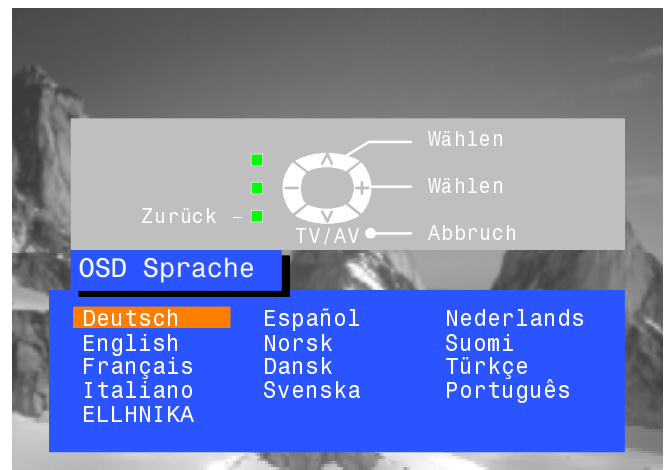 Wählen
Wählen
Zurück
TV/AV Abbruch
OSD Sprache
Deutsch Español Nederlands
English Norsk Suomi
Français Dansk Türkçe
Italiano Svenska Português
ELLHNIKA